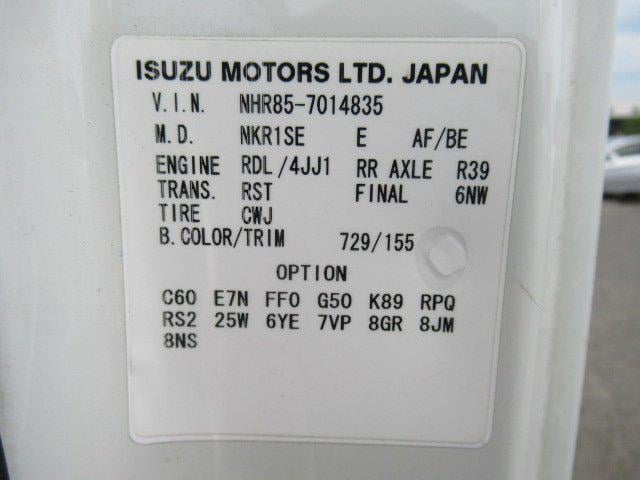 ISUZU MOTORS LTD. JAPAN
V.I.N. NHR85-7014835
M.D. NKR1SE E AF/BE
ENGINE RDL/4JJ1 RR AXLE R39
TRANS. RST FINAL 6NW
TIRE CWJ
B.COLOR/TRIM 729/155
OPTION
C60 E7N FF0 G50 K89 RPQ
RS2 25W 6YE 7VP 8GR 8JM
8NS